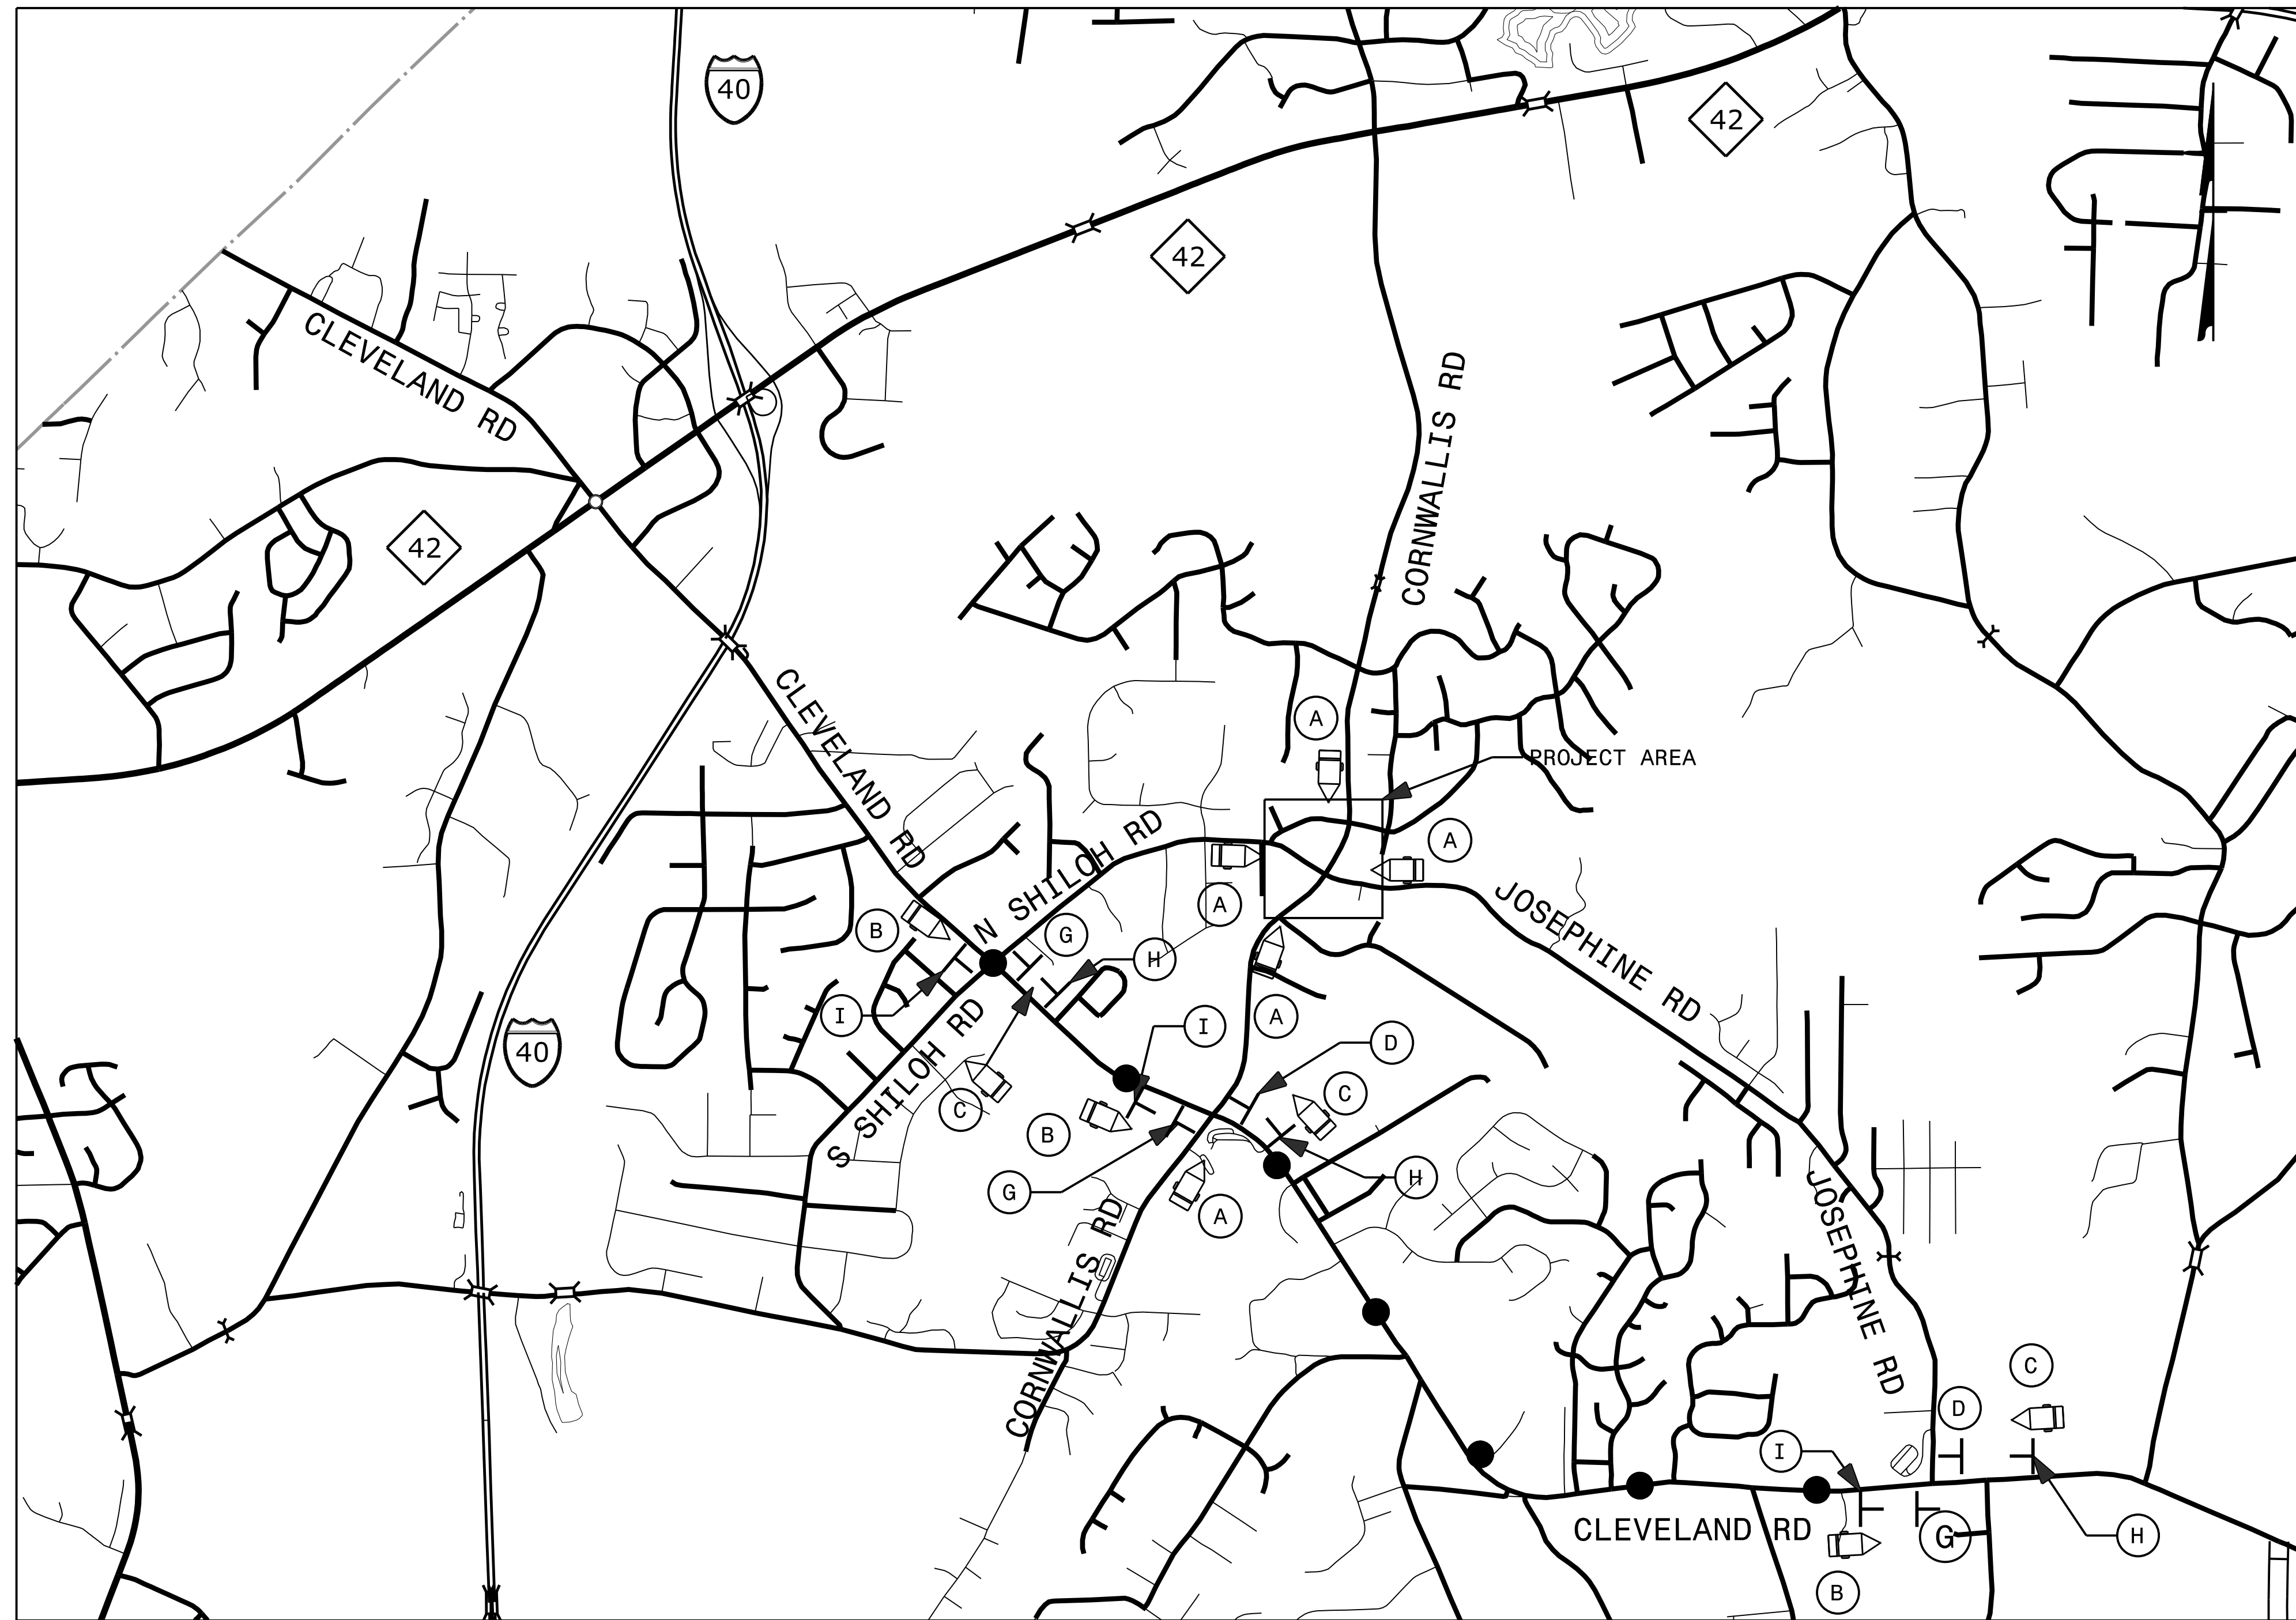 40
42
42
CLEVELAND RD
CORNWALLIS RD
42
CLEVELAND RD
A
PROJECT AREA
A
N SHILOH RD
A
JOSEPHINE RD
B
G
H
I
A
I
S SHILOH RD
D
40
C
C
B
G
H
A
CORNWALLIS RD
JOSEPHINE RD
C
D
I
CLEVELAND RD
G
H
B